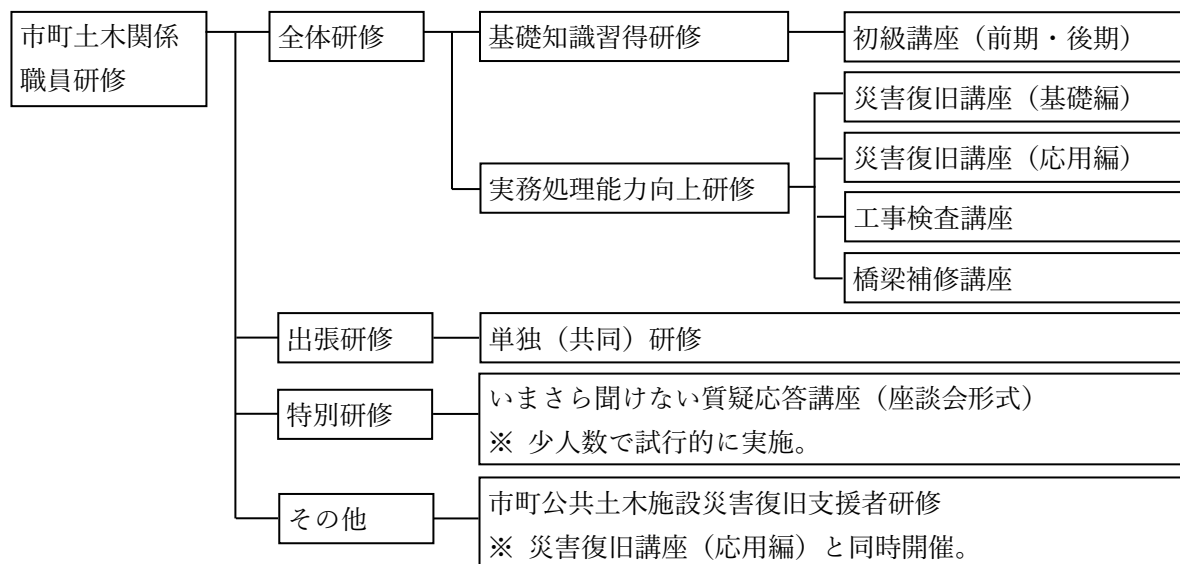 市町土木関係
職員研修
全体研修
基礎知識習得研修
初級講座（前期・後期）
実務処理能力向上研修
災害復旧講座（基礎編）
災害復旧講座（応用編）
工事検査講座
橋梁補修講座
出張研修
単独（共同）研修
特別研修
いまさら聞けない質疑応答講座（座談会形式）
※ 少人数で試行的に実施。
その他
市町公共土木施設災害復旧支援者研修
※ 災害復旧講座（応用編）と同時開催。